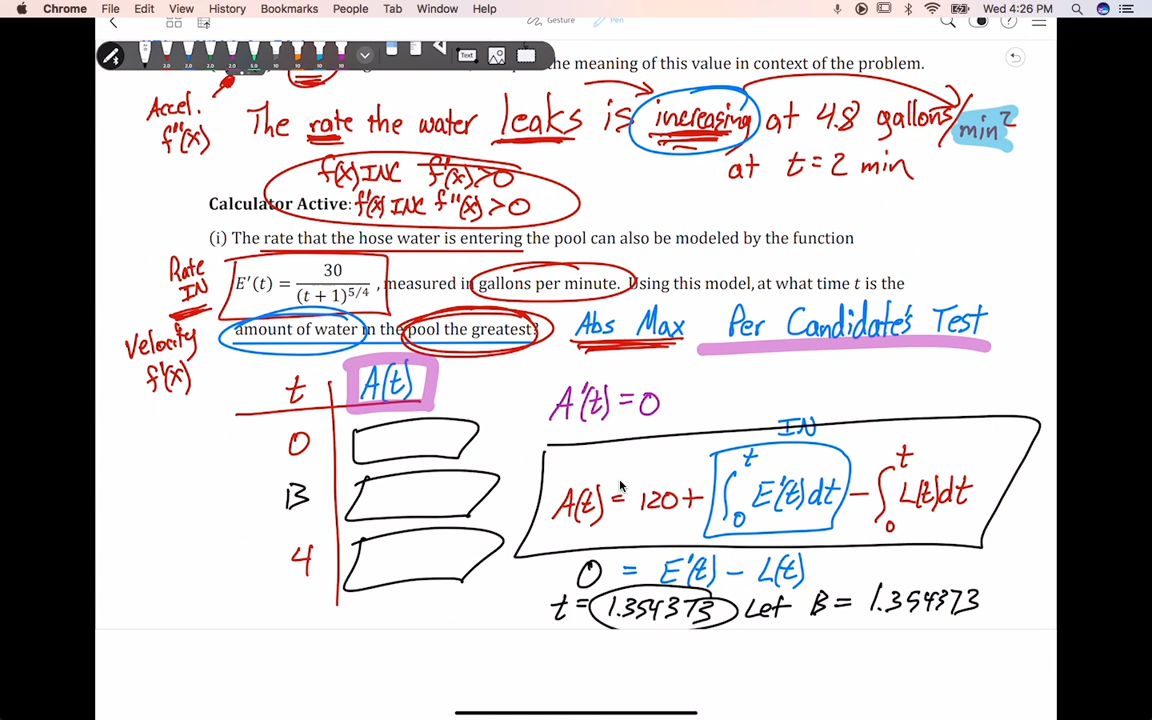 Chrome File Edit View History Bookmarks People Tab Window Help Wed 4:26 PM
Gesture Pen
Text
the meaning of this value in context of the problem.
Accel. f"(x)
The rate the water leaks is increasing at 4.8 gallons/min²
at t = 2 min
f(x) INC f'(x) > 0
f'(x) INC f"(x) > 0
Calculator Active:
(i) The rate that the hose water is entering the pool can also be modeled by the function
Rate IN
E'(t) = 30/(t + 1)^5/4, measured in gallons per minute. Using this model, at what time t is the
amount of water in the pool the greatest?
Abs Max Per Candidate's Test
Velocity f'(x)
t A(t)
0
B
4
A'(t) = 0
IN
A(t) = 120 + ∫₀ᵗ E'(t)dt − ∫₀ᵗ L(t)dt
0 = E'(t) − L(t)
t = 1.354373 Let B = 1.354373